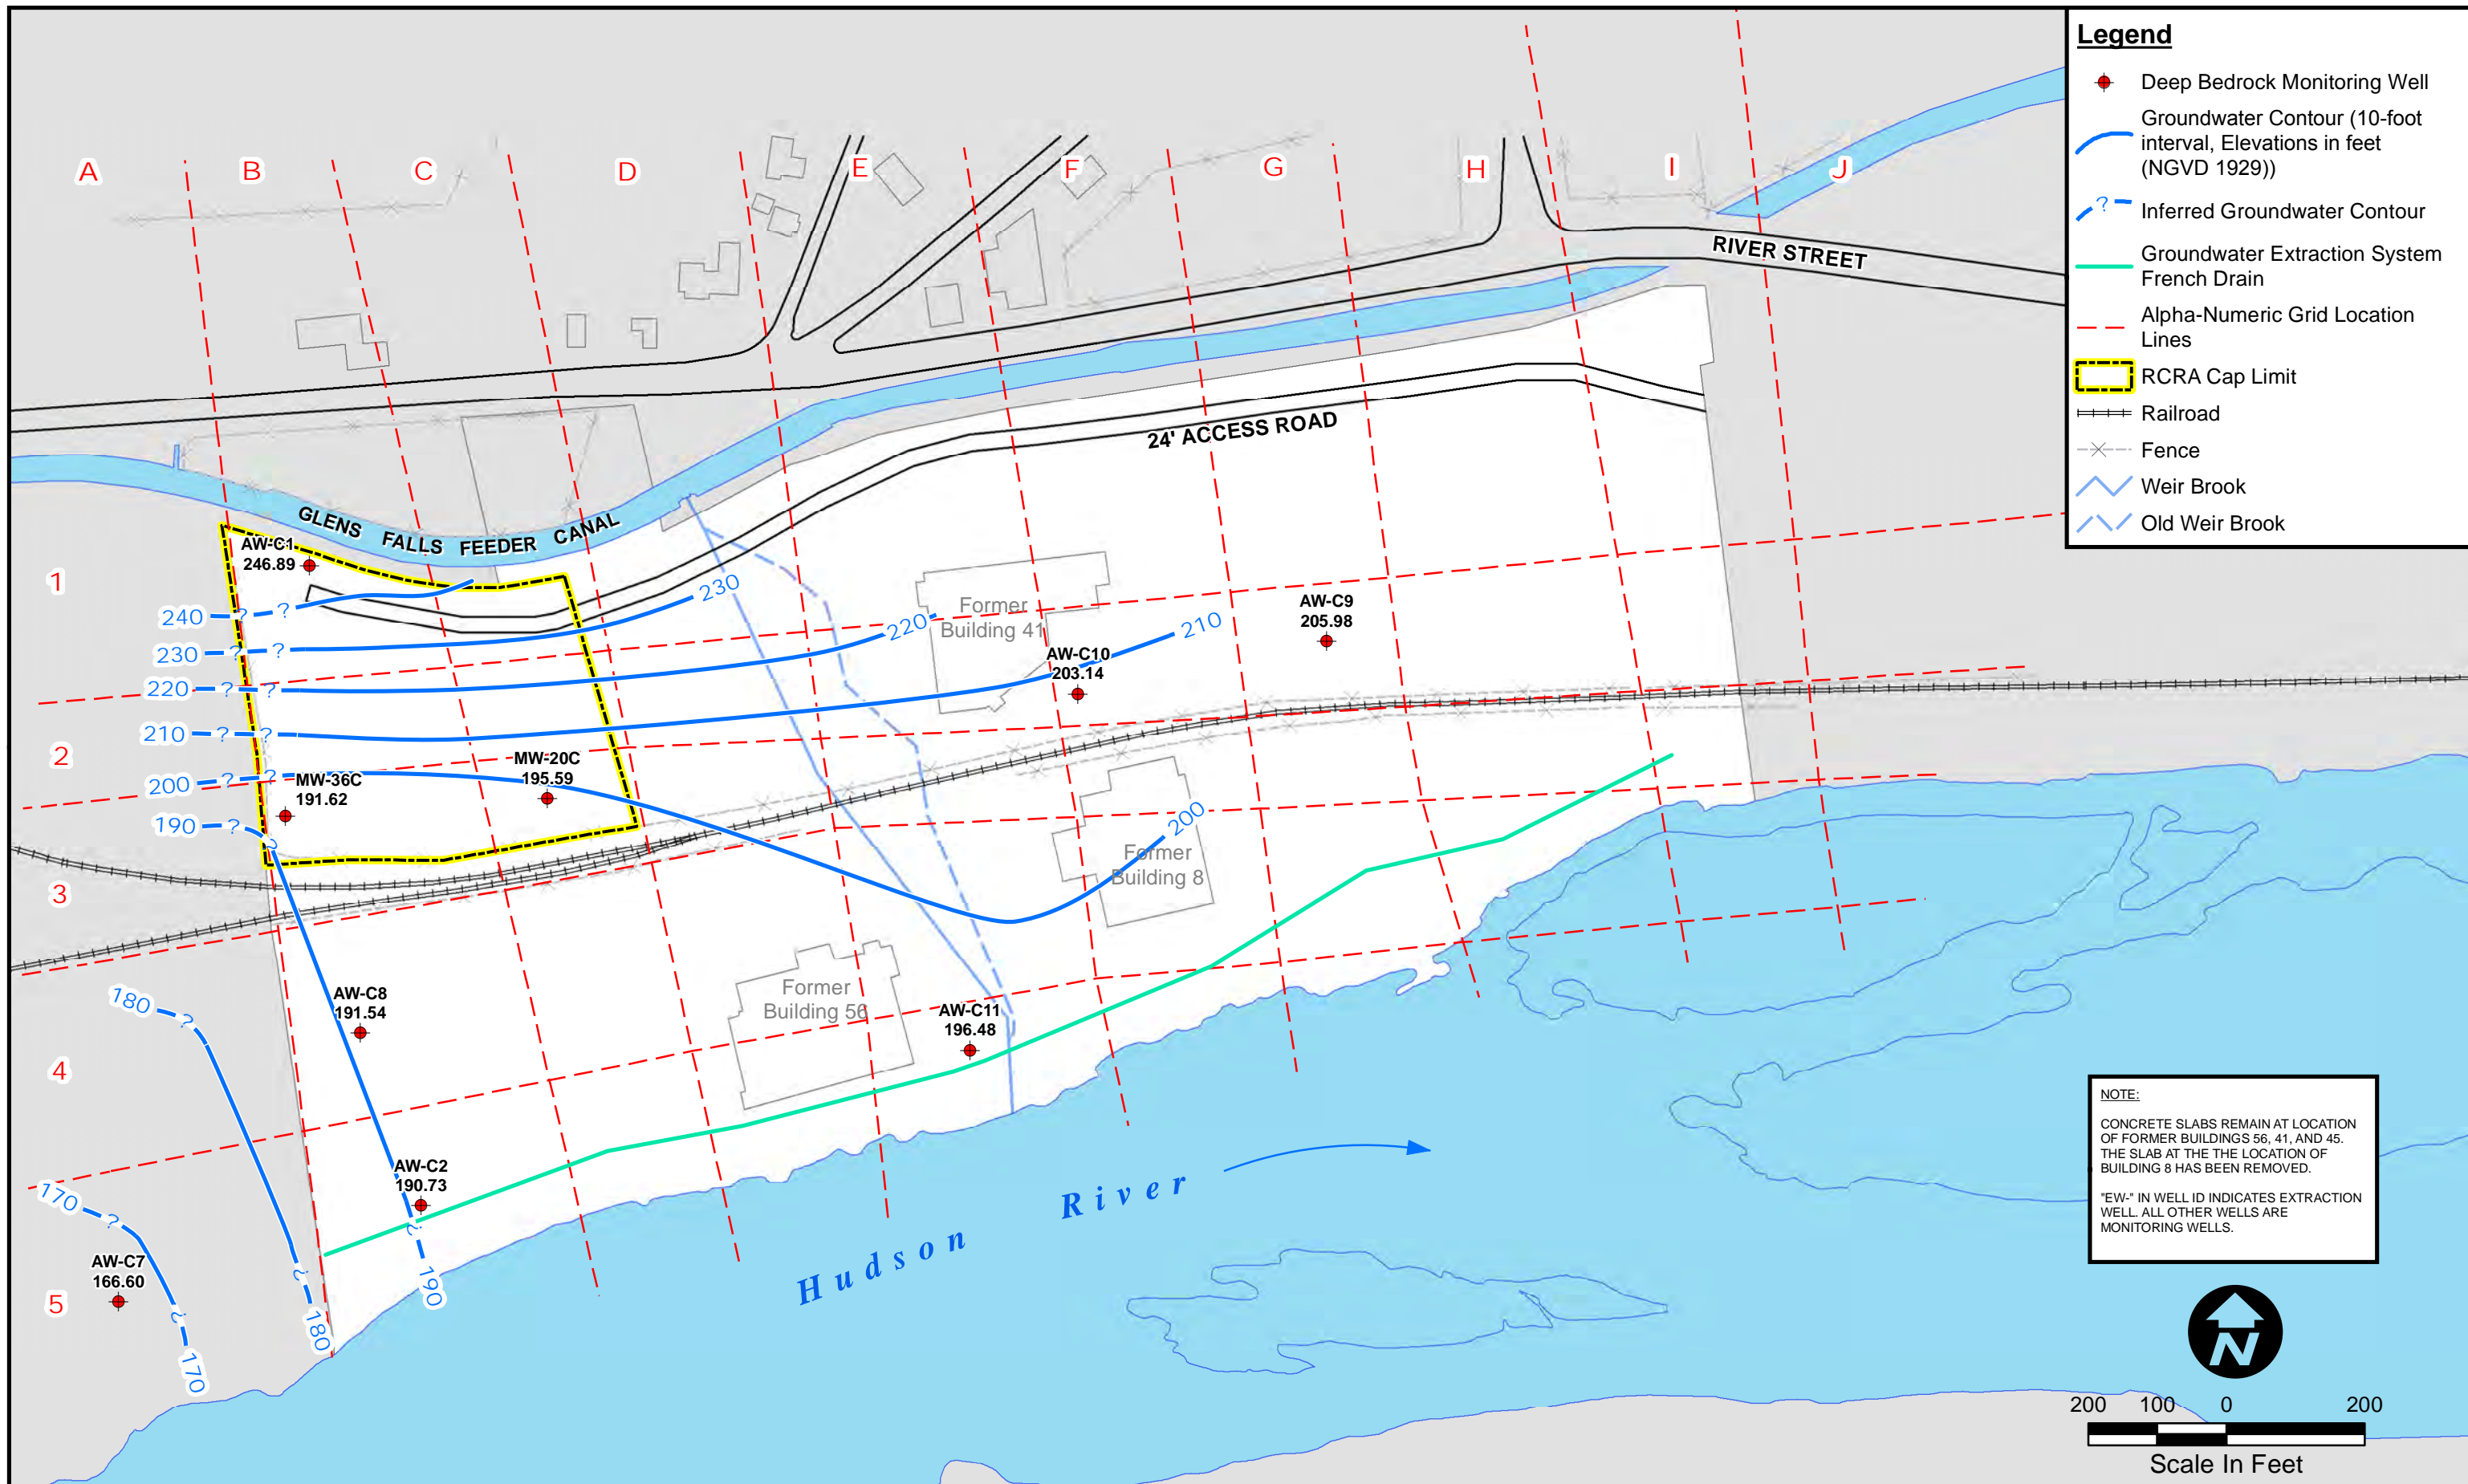 Legend
Deep Bedrock Monitoring Well
Groundwater Contour (10-foot
interval, Elevations in feet
(NGVD 1929))
?
Inferred Groundwater Contour
Groundwater Extraction System
French Drain
Alpha-Numeric Grid Location
Lines
RCRA Cap Limit
Railroad
Fence
Weir Brook
Old Weir Brook
A
B
C
D
E
F
G
H
I
J
RIVER STREET
24' ACCESS ROAD
GLENS FALLS FEEDER CANAL
1
2
3
4
5
AW-C1
246.89
240 ? ?
230 ? ?
230
220 ? ?
220
210 ? ?
210
200 ? ?
200
190 ? ?
? 190
180 ?
? 180
170 ?
? 170
Former
Building 41
AW-C9
205.98
AW-C10
203.14
MW-20C
195.59
MW-36C
191.62
Former
Building 8
Former
Building 56
AW-C8
191.54
AW-C11
196.48
AW-C2
190.73
AW-C7
166.60
Hudson River
NOTE:
CONCRETE SLABS REMAIN AT LOCATION
OF FORMER BUILDINGS 56, 41, AND 45.
THE SLAB AT THE THE LOCATION OF
BUILDING 8 HAS BEEN REMOVED.
"EW-" IN WELL ID INDICATES EXTRACTION
WELL. ALL OTHER WELLS ARE
MONITORING WELLS.
N
200 100 0 200
Scale In Feet